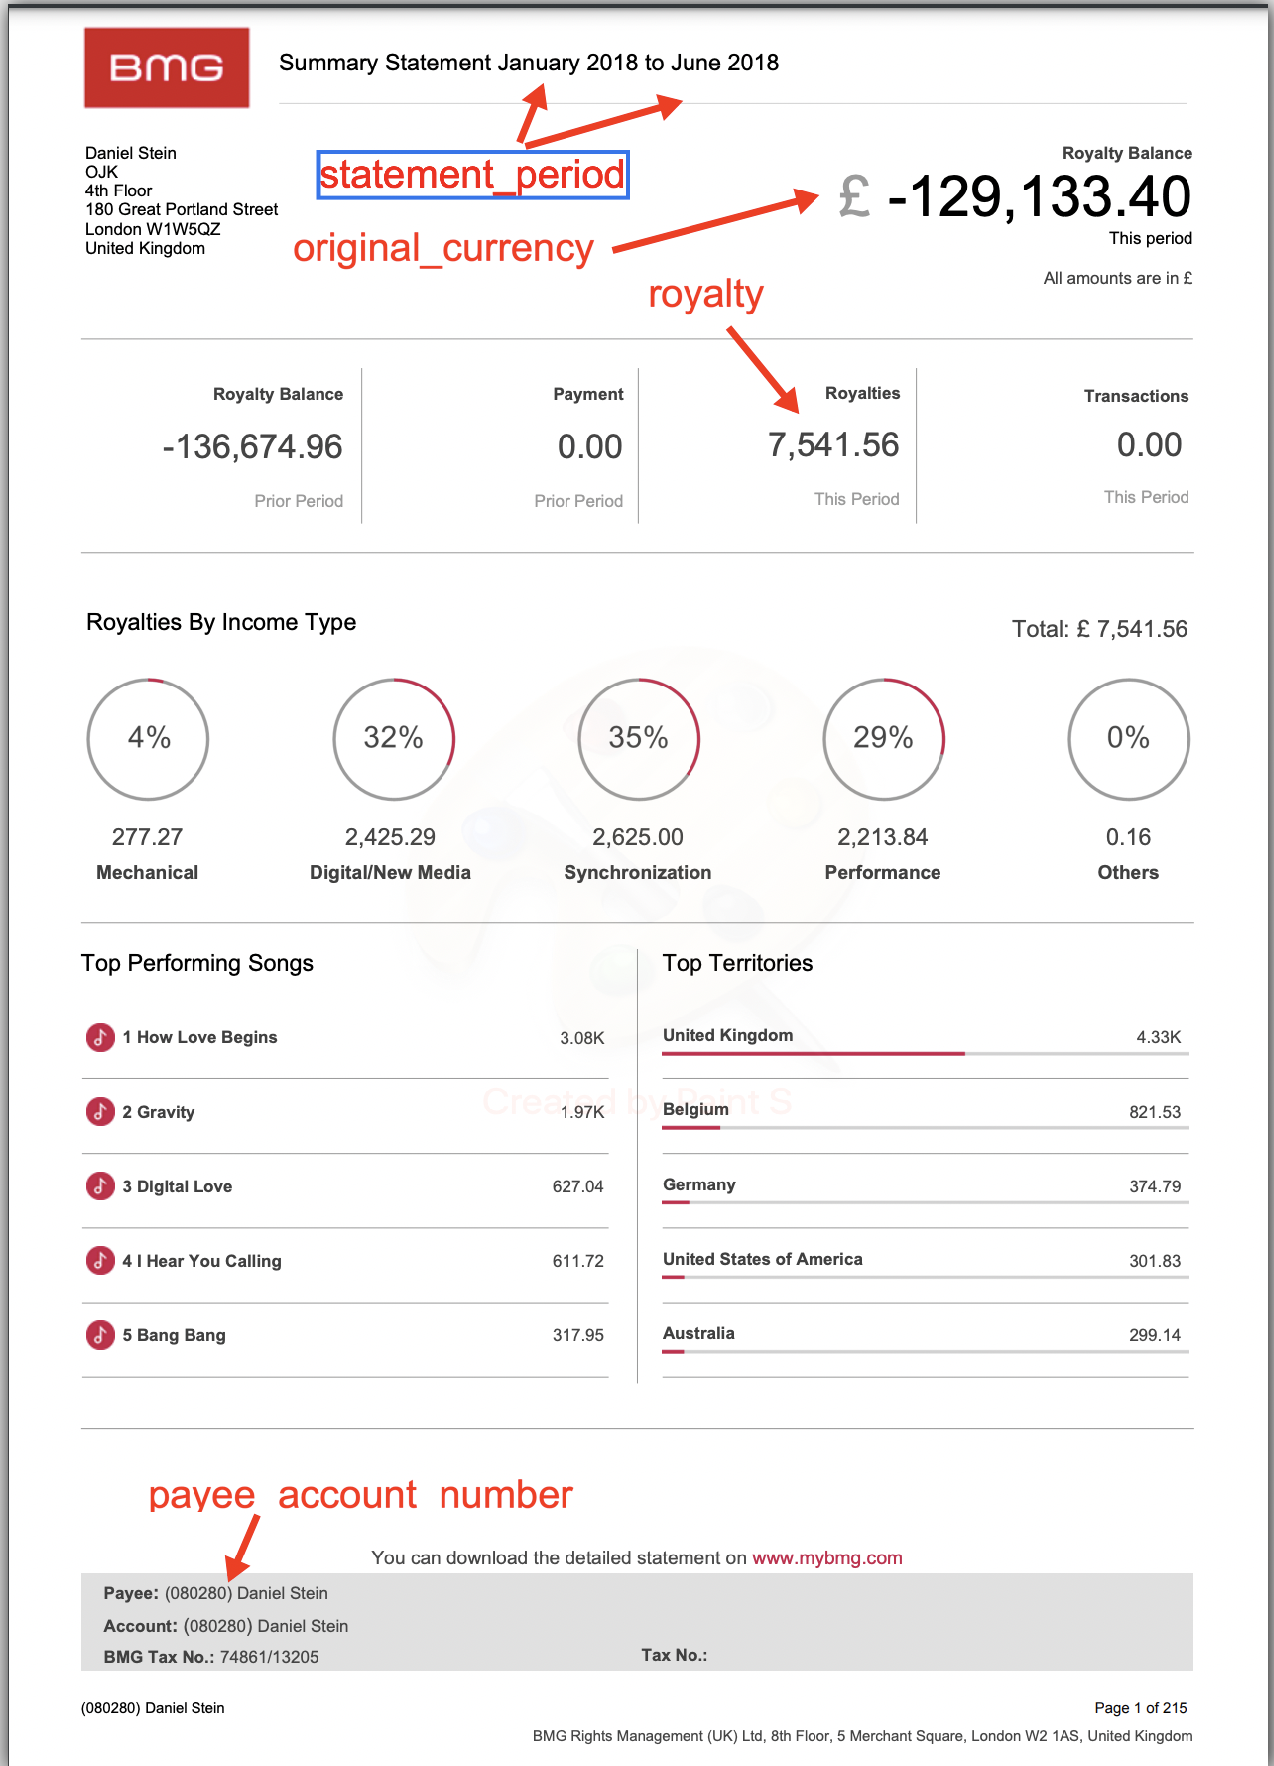 BMG
Summary Statement January 2018 to June 2018
Daniel Stein
OJK
4th Floor
180 Great Portland Street
London W1W5QZ
United Kingdom
statement_period
original_currency
royalty
Royalty Balance
£ -129,133.40
This period
All amounts are in £
Royalty Balance
-136,674.96
Prior Period
Payment
0.00
Prior Period
Royalties
7,541.56
This Period
Transactions
0.00
This Period
Royalties By Income Type
Total: £ 7,541.56
4%
277.27
Mechanical
32%
2,425.29
Digital/New Media
35%
2,625.00
Synchronization
29%
2,213.84
Performance
0%
0.16
Others
Top Performing Songs
1 How Love Begins 3.08K
2 Gravity 1.97K
3 Digital Love 627.04
4 I Hear You Calling 611.72
5 Bang Bang 317.95
Top Territories
United Kingdom 4.33K
Belgium 821.53
Germany 374.79
United States of America 301.83
Australia 299.14
Created by Paint S
payee_account_number
You can download the detailed statement on www.mybmg.com
Payee: (080280) Daniel Stein
Account: (080280) Daniel Stein
BMG Tax No.: 74861/13205 Tax No.:
(080280) Daniel Stein Page 1 of 215
BMG Rights Management (UK) Ltd, 8th Floor, 5 Merchant Square, London W2 1AS, United Kingdom